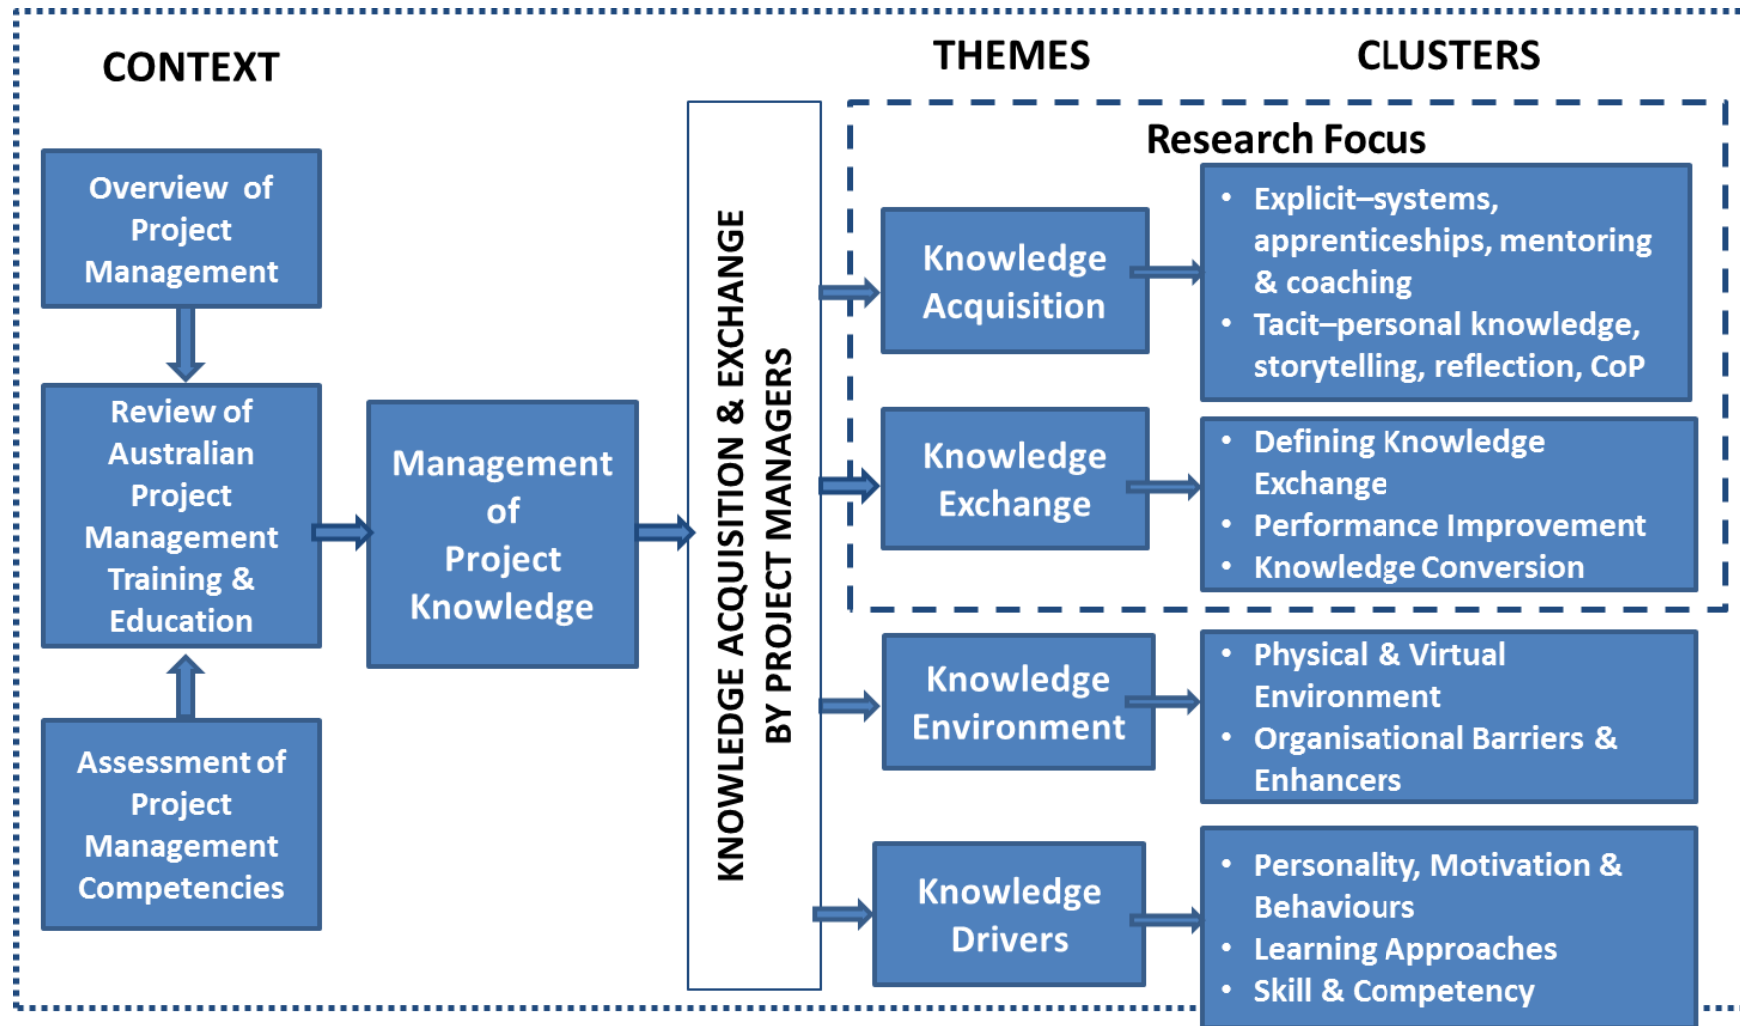 CONTEXT
THEMES
CLUSTERS
Overview of
Project
Management
Review of
Australian
Project
Management
Training &
Education
Assessment of
Project
Management
Competencies
Management
of
Project
Knowledge
KNOWLEDGE ACQUISITION & EXCHANGE
BY PROJECT MANAGERS
Research Focus
Knowledge
Acquisition
• Explicit–systems,
apprenticeships, mentoring
& coaching
• Tacit–personal knowledge,
storytelling, reflection, CoP
Knowledge
Exchange
• Defining Knowledge
Exchange
• Performance Improvement
• Knowledge Conversion
Knowledge
Environment
• Physical & Virtual
Environment
• Organisational Barriers &
Enhancers
Knowledge
Drivers
• Personality, Motivation &
Behaviours
• Learning Approaches
• Skill & Competency